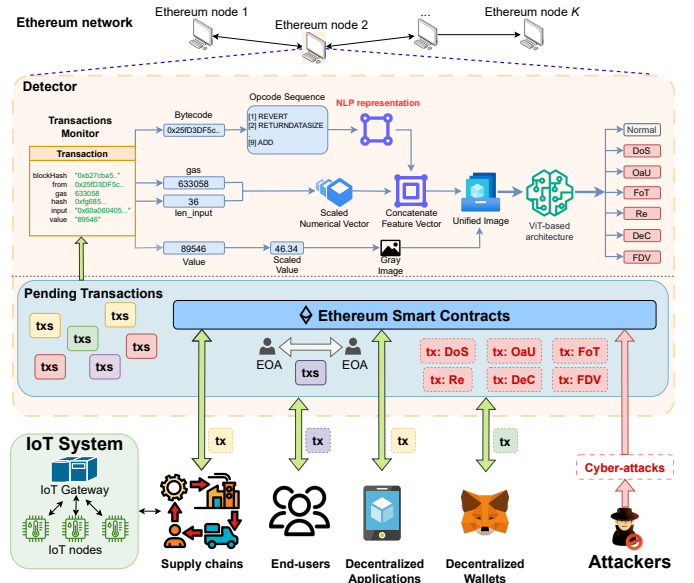 Ethereum network
Ethereum node 1
Ethereum node 2
...
Ethereum node K
Detector
Transactions
Monitor
Transaction
blockHash "0xb27cba5..."
from "0x25fD3DF5c..
gas 633058
hash 0xfg685...
input "0x60a060405..."
value "89546"
Bytecode
0x25fD3DF5c..
Opcode Sequence
[1] REVERT
[2] RETURNDATASIZE
...
[9] ADD
NLP representation
gas
633058
36
len_input
Scaled
Numerical Vector
Concatenate
Feature Vector
Unified Image
ViT-based
architecture
Normal
DoS
OaU
FoT
Re
DeC
FDV
89546
Value
46.34
Scaled
Value
Gray
Image
Pending Transactions
Ethereum Smart Contracts
txs
txs
txs
txs
txs
txs
EOA
EOA
txs
tx: DoS
tx: OaU
tx: FoT
tx: Re
tx: DeC
tx: FDV
tx
tx
tx
tx
IoT System
IoT Gateway
IoT nodes
Supply chains
End-users
Decentralized
Applications
Decentralized
Wallets
Cyber-attacks
Attackers